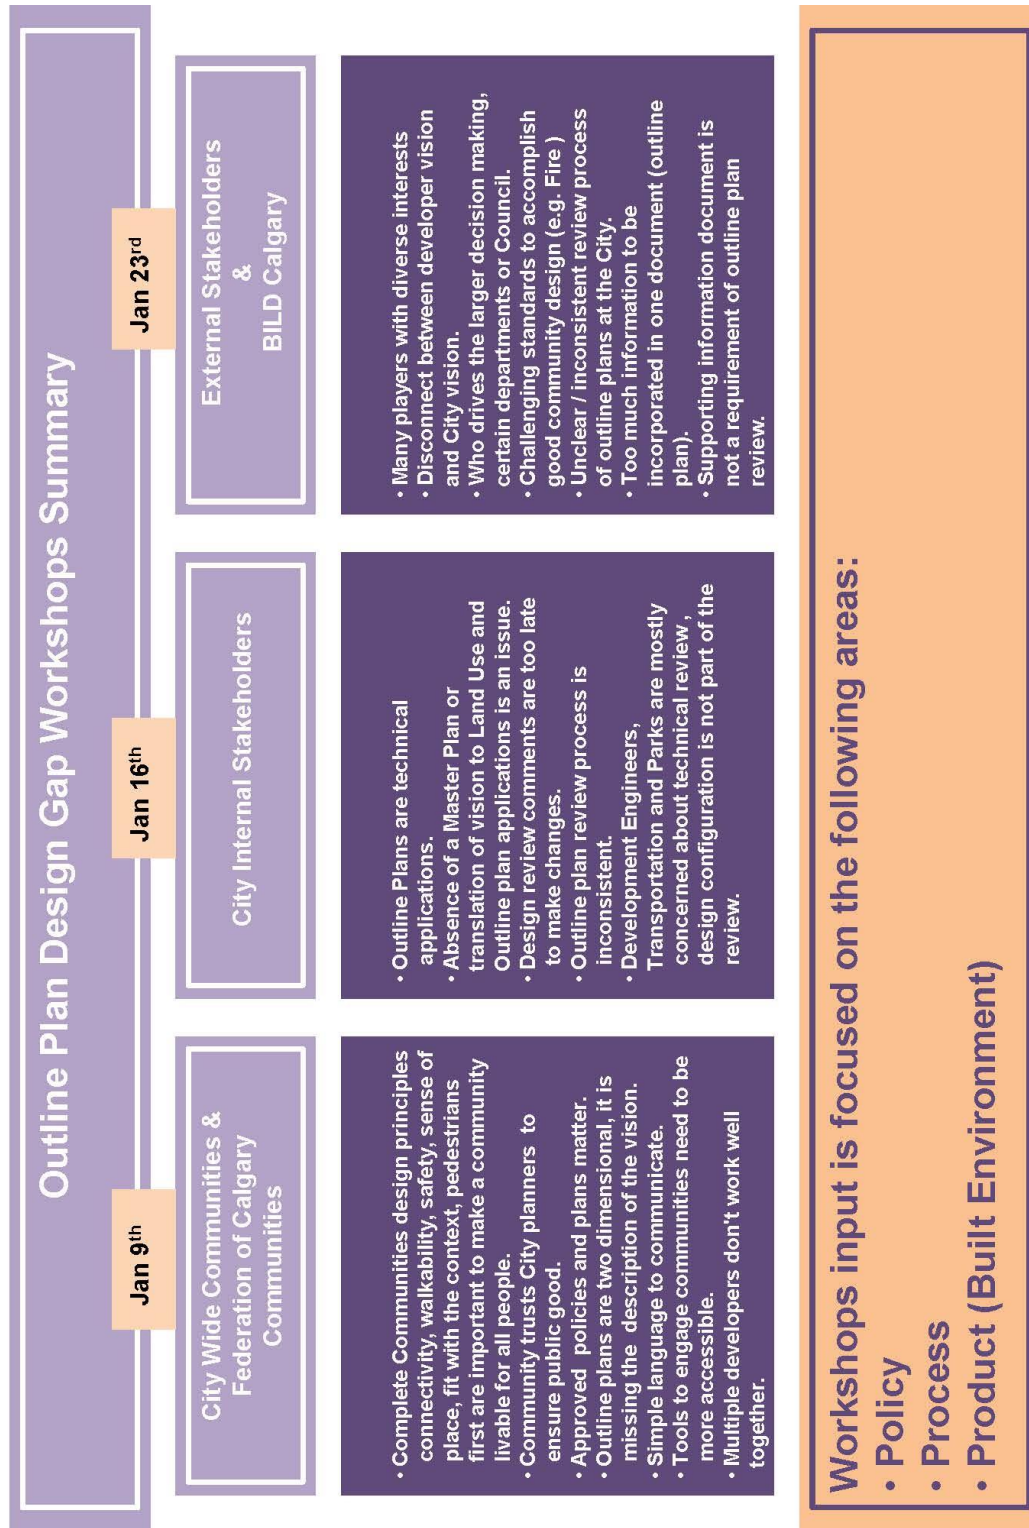 Outline Plan Design Gap Workshops Summary
Jan 9th
City Wide Communities &
Federation of Calgary
Communities
• Complete Communities design principles
connectivity, walkability, safety, sense of
place, fit with the context, pedestrians
first are important to make a community
livable for all people.
• Community trusts City planners to
ensure public good.
• Approved policies and plans matter.
• Outline plans are two dimensional, it is
missing the description of the vision.
• Simple language to communicate.
• Tools to engage communities need to be
more accessible.
• Multiple developers don't work well
together.
Jan 16th
City Internal Stakeholders
• Outline Plans are technical
applications.
• Absence of a Master Plan or
translation of vision to Land Use and
Outline plan applications is an issue.
• Design review comments are too late
to make changes.
• Outline plan review process is
inconsistent.
• Development Engineers,
Transportation and Parks are mostly
concerned about technical review,
design configuration is not part of the
review.
Jan 23rd
External Stakeholders
&
BILD Calgary
• Many players with diverse interests
• Disconnect between developer vision
and City vision.
• Who drives the larger decision making,
certain departments or Council.
• Challenging standards to accomplish
good community design (e.g. Fire )
• Unclear / inconsistent review process
of outline plans at the City.
• Too much information to be
incorporated in one document (outline
plan).
• Supporting information document is
not a requirement of outline plan
review.
Workshops input is focused on the following areas:
• Policy
• Process
• Product (Built Environment)